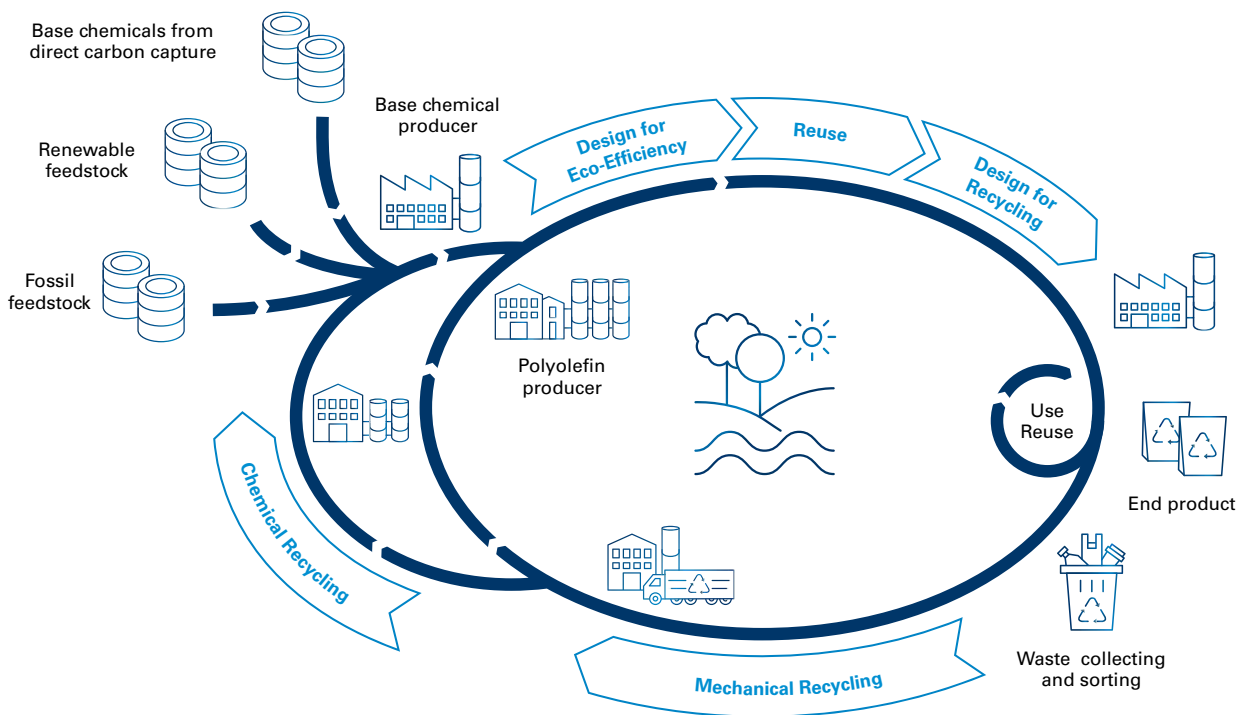 Base chemicals from
direct carbon capture
Renewable
feedstock
Fossil
feedstock
Base chemical
producer
Design for
Eco-Efficiency
Reuse
Design for
Recycling
Polyolefin
producer
Use
Reuse
End product
Waste collecting
and sorting
Mechanical Recycling
Chemical Recycling